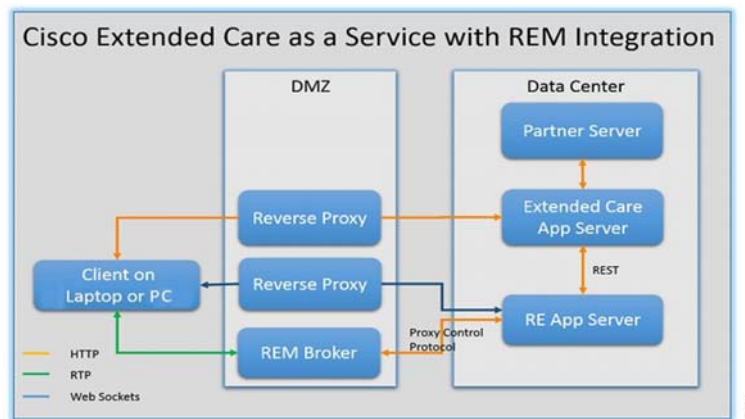 Cisco Extended Care as a Service with REM Integration
DMZ
Data Center
Partner Server
Reverse Proxy
Extended Care
App Server
REST
Client on
Laptop or PC
Reverse Proxy
RE App Server
Proxy Control
Protocol
REM Broker
HTTP
RTP
Web Sockets